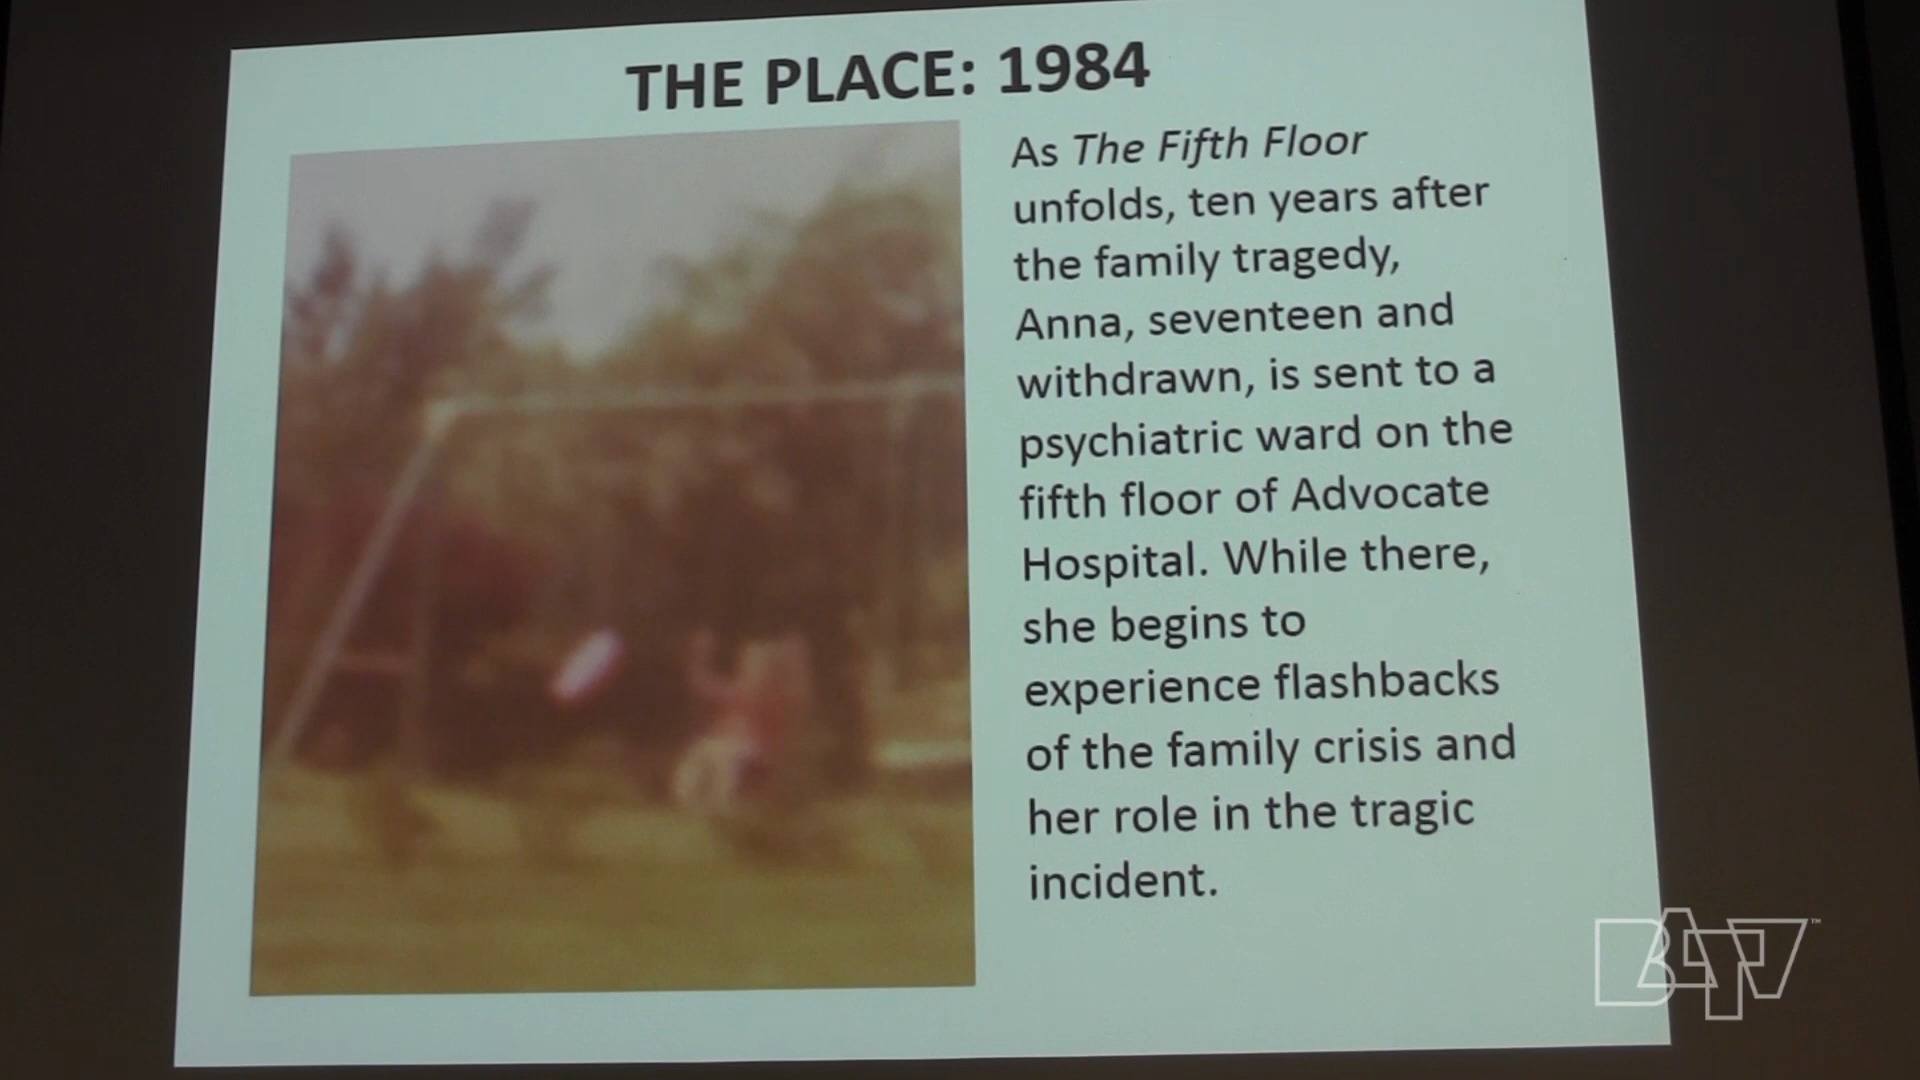 THE PLACE: 1984
As The Fifth Floor
unfolds, ten years after
the family tragedy,
Anna, seventeen and
withdrawn, is sent to a
psychiatric ward on the
fifth floor of Advocate
Hospital. While there,
she begins to
experience flashbacks
of the family crisis and
her role in the tragic
incident.
BATV™